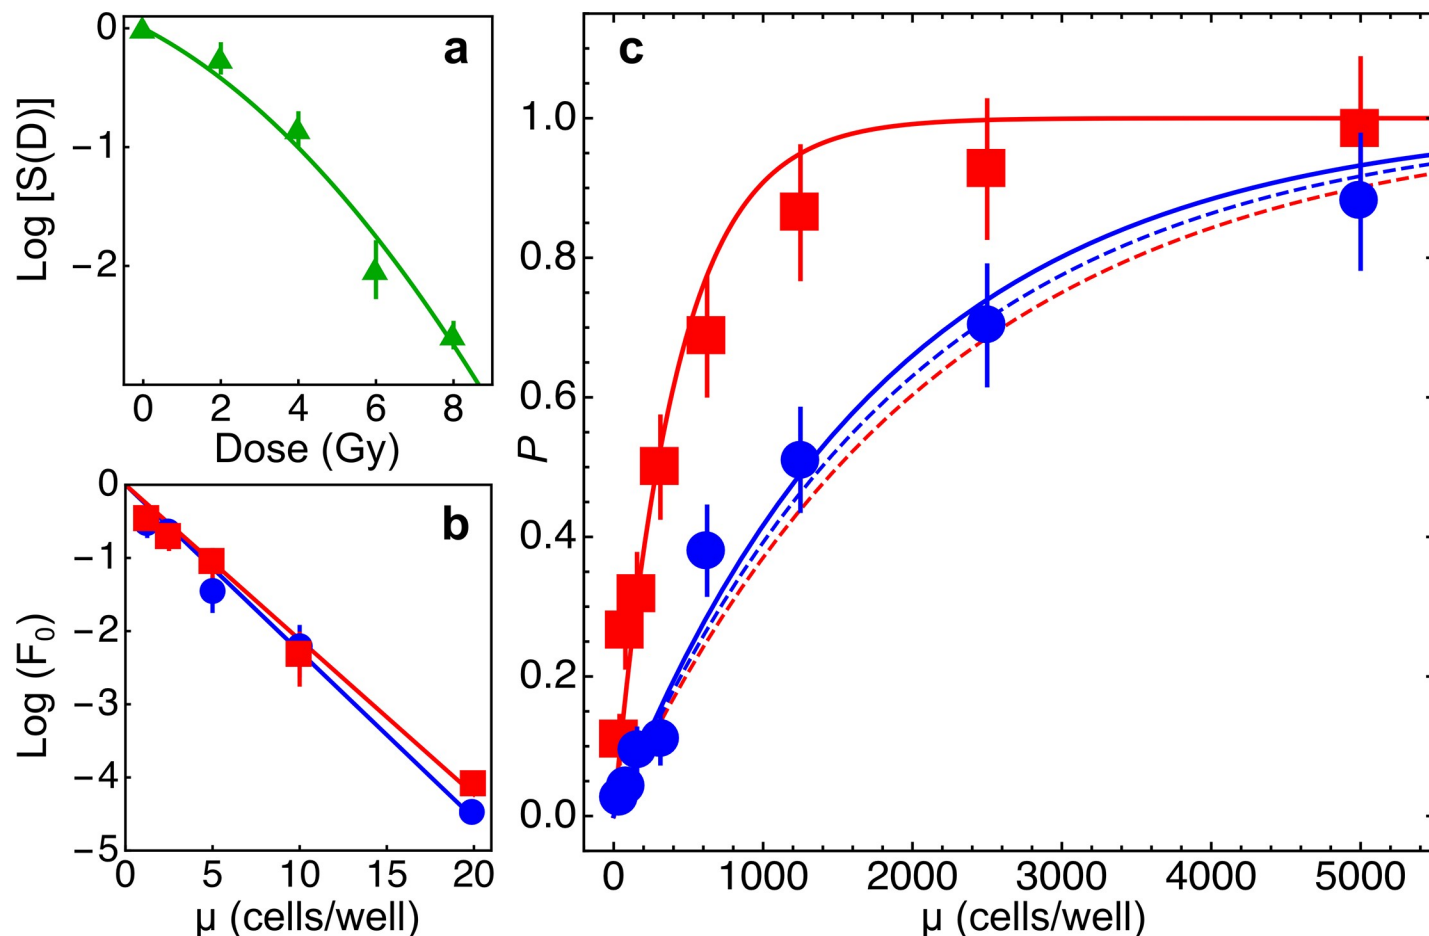 a
Log [S(D)]
0
−1
−2
0 2 4 6 8
Dose (Gy)
b
Log (F₀)
0
−1
−2
−3
−4
−5
0 5 10 15 20
μ (cells/well)
c
P
1.0
0.8
0.6
0.4
0.2
0.0
0 1000 2000 3000 4000 5000
μ (cells/well)